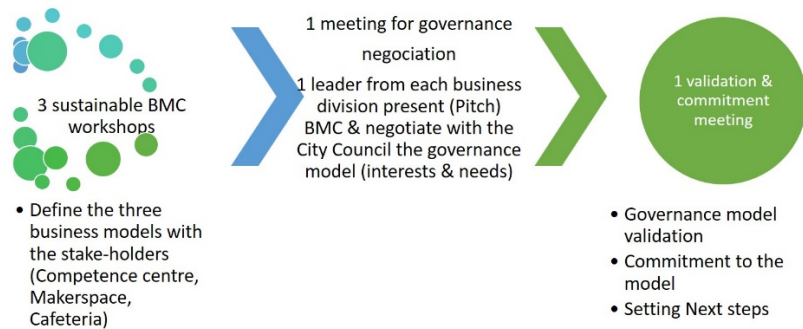 3 sustainable BMC
workshops
• Define the three
business models with
the stake-holders
(Competence centre,
Makerspace,
Cafeteria)
1 meeting for governance
negociation
1 leader from each business
division present (Pitch)
BMC & negotiate with the
City Council the governance
model (interests & needs)
1 validation &
commitment
meeting
• Governance model
validation
• Commitment to the
model
• Setting Next steps